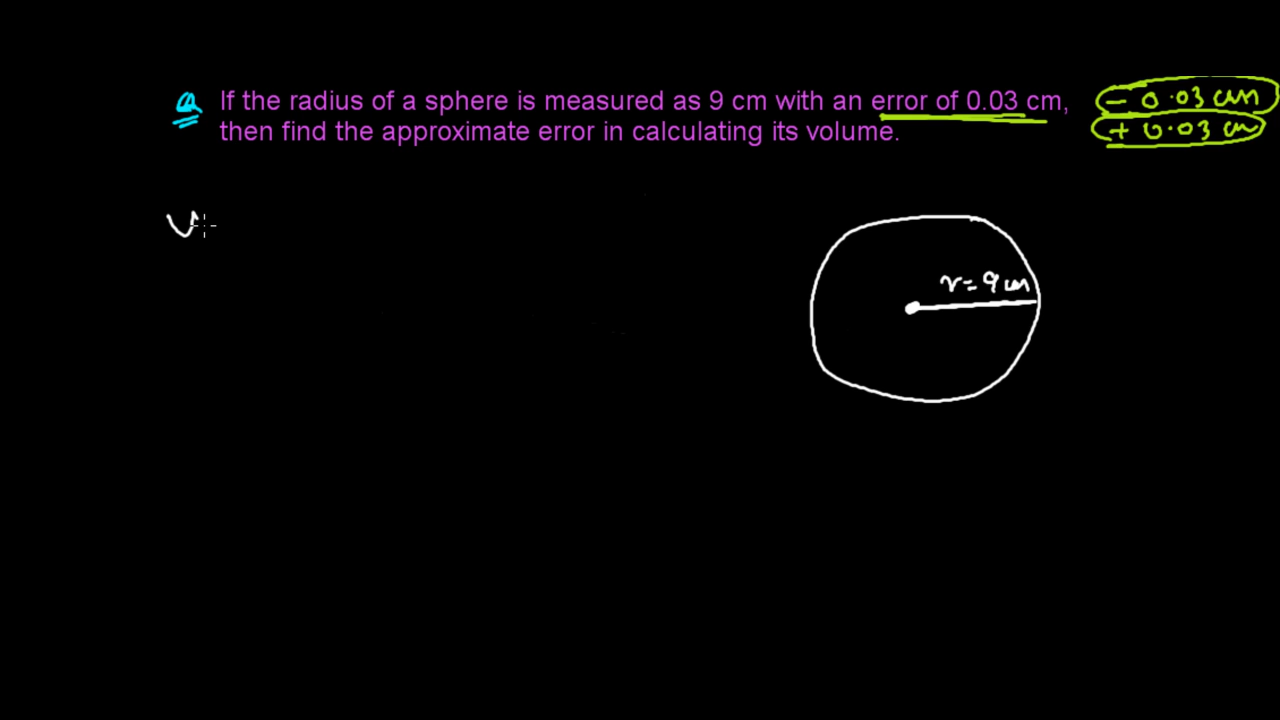 Q If the radius of a sphere is measured as 9 cm with an error of 0.03 cm,
then find the approximate error in calculating its volume.
- 0.03 cm
+ 0.03 cm
V
r = 9 cm